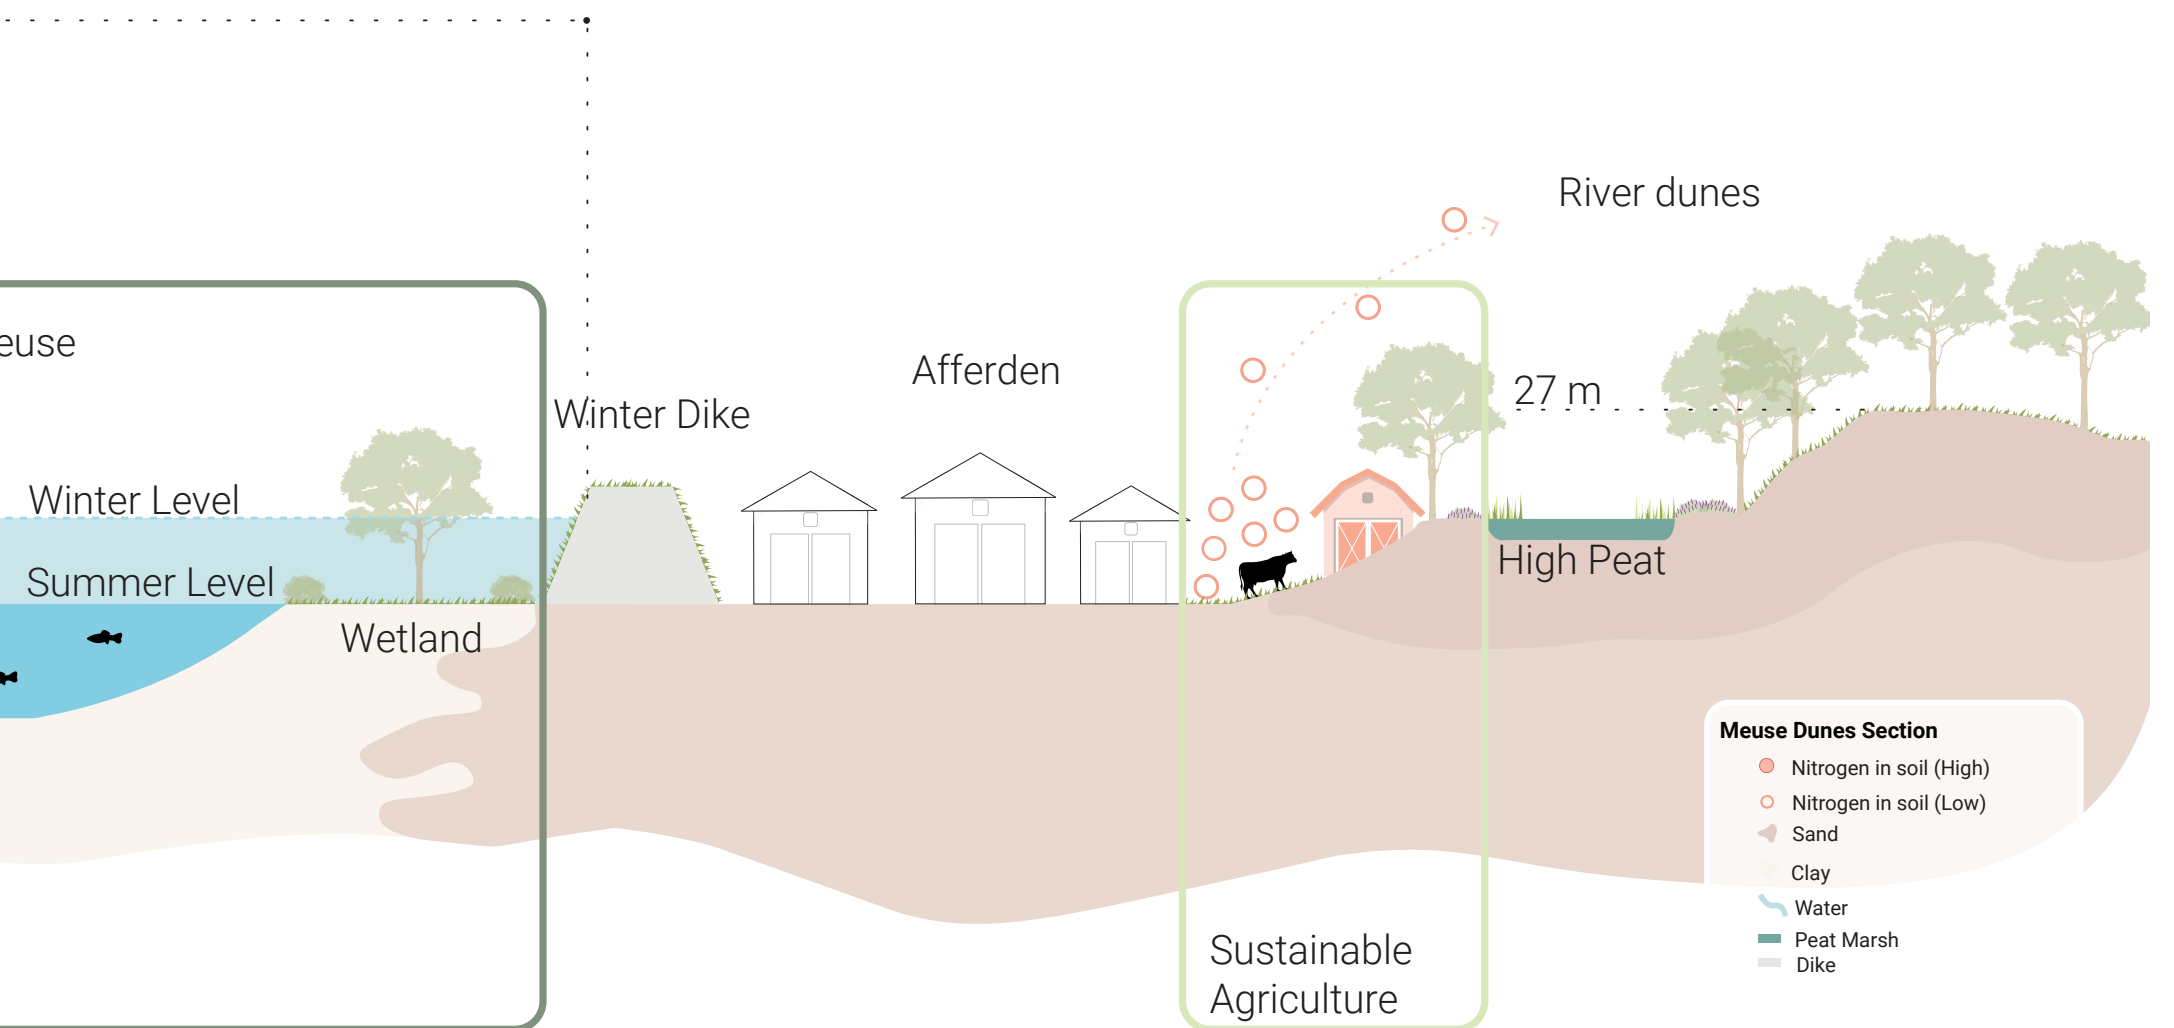 River dunes
euse
Afferden
27 m
Winter Dike
Winter Level
Summer Level
High Peat
Wetland
Sustainable
Agriculture
Meuse Dunes Section
Nitrogen in soil (High)
Nitrogen in soil (Low)
Sand
Clay
Water
Peat Marsh
Dike